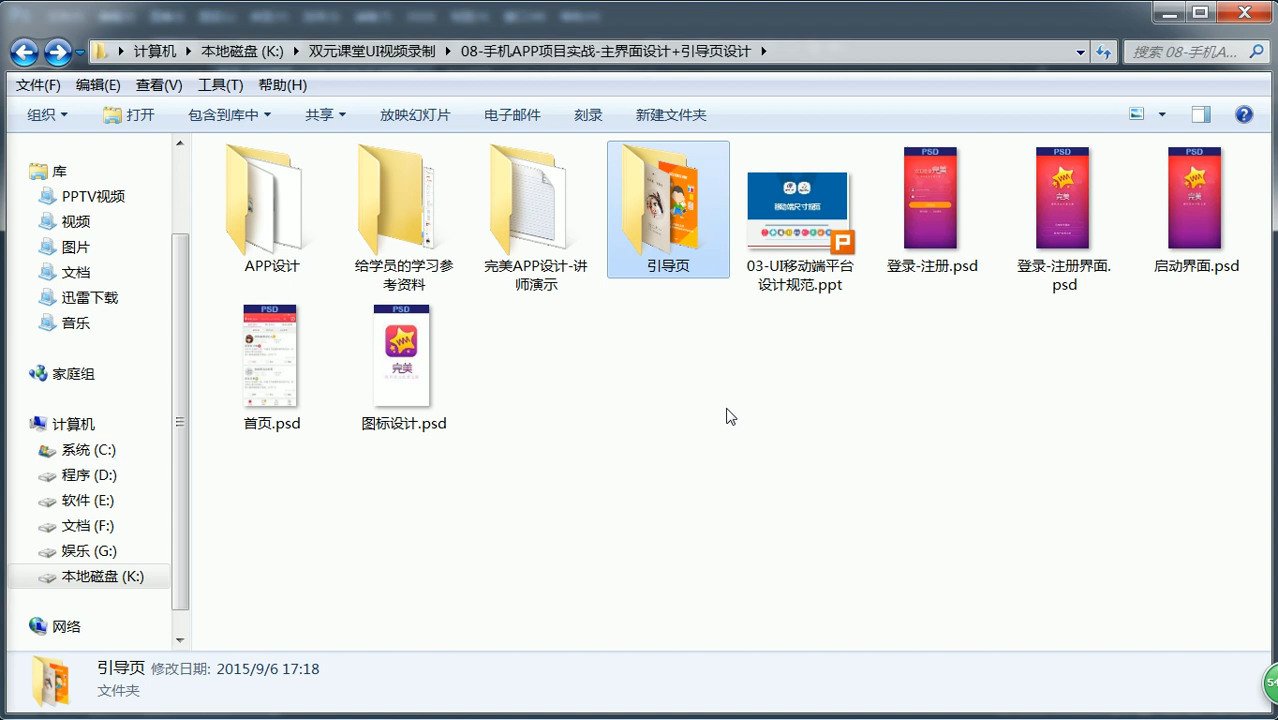 计算机 本地磁盘 (K:) 双元课堂UI视频录制 08-手机APP项目实战-主界面设计+引导页设计
搜索 08-手机A...
文件(F) 编辑(E) 查看(V) 工具(T) 帮助(H)
组织 打开 包含到库中 共享 放映幻灯片 电子邮件 刻录 新建文件夹
库
PPTV视频
视频
图片
文档
迅雷下载
音乐
家庭组
计算机
系统 (C:)
程序 (D:)
软件 (E:)
文档 (F:)
娱乐 (G:)
本地磁盘 (K:)
网络
APP设计
给学员的学习参
考资料
完美APP设计-讲
师演示
引导页
移动端尺寸规范
P
03-UI移动端平台
设计规范.ppt
PSD
完美
登录-注册.psd
PSD
完美
登录-注册界面.
psd
PSD
完美
启动界面.psd
PSD
首页.psd
PSD
完美
图标设计.psd
引导页 修改日期: 2015/9/6 17:18
文件夹
54